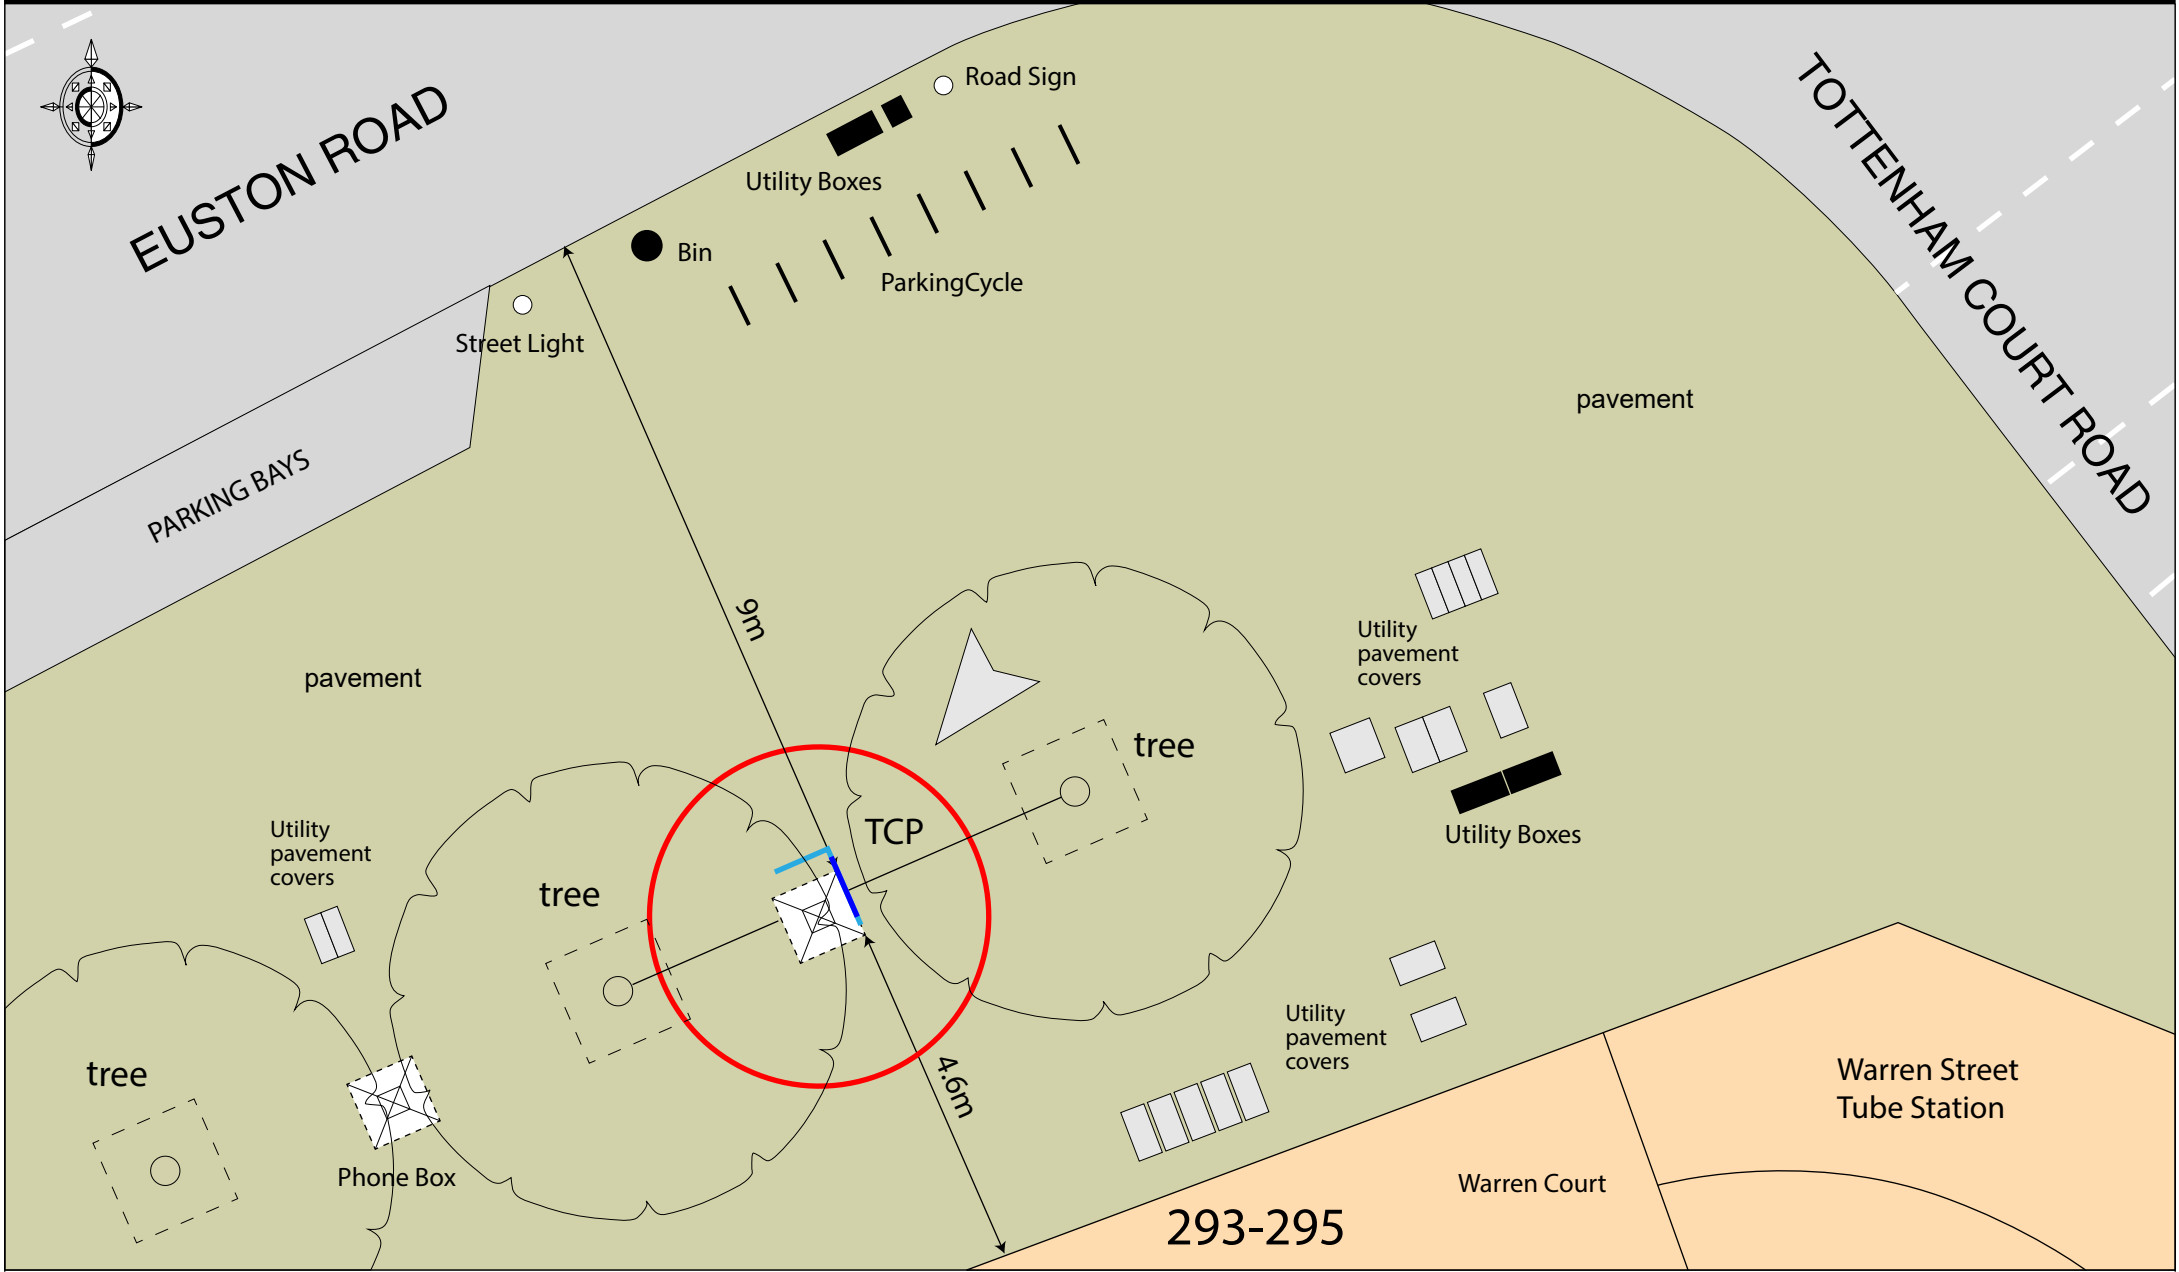 Road Sign
TOTTENHAM COURT ROAD
EUSTON ROAD
Utility Boxes
Bin
ParkingCycle
Street Light
pavement
PARKING BAYS
9m
Utility
pavement
covers
pavement
tree
TCP
Utility Boxes
Utility
pavement
covers
tree
Utility
pavement
covers
4.6m
tree
Warren Street
Tube Station
Phone Box
Warren Court
293-295